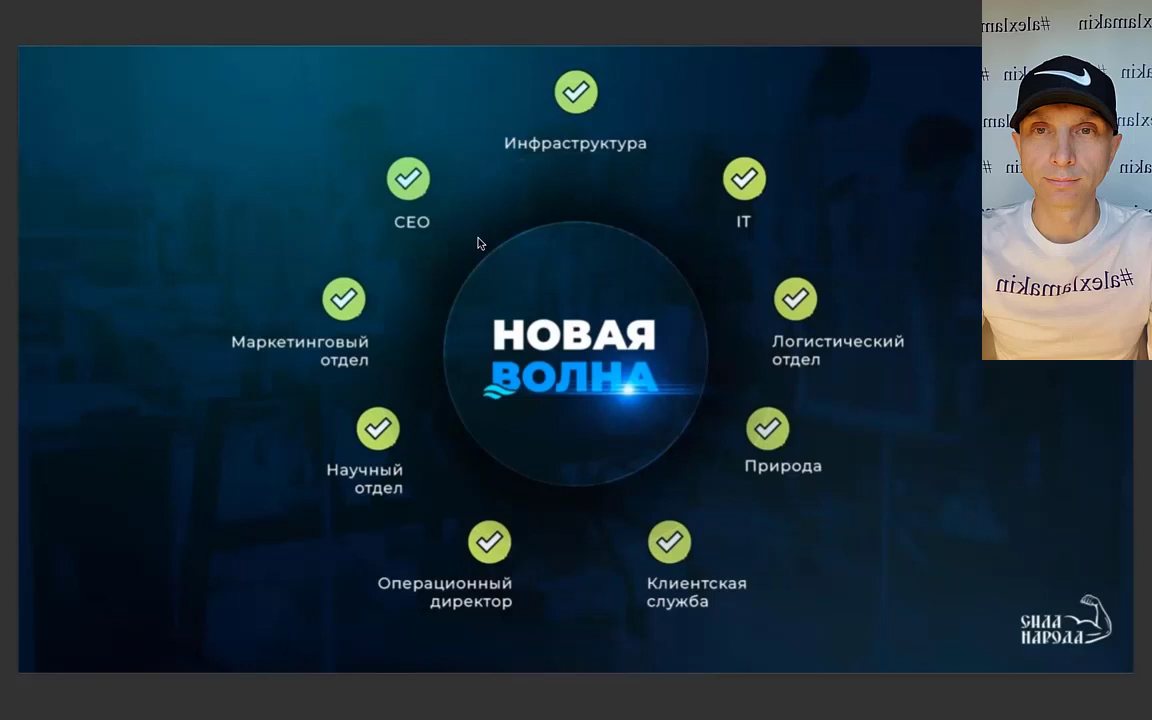 Инфраструктура
CEO
IT
НОВАЯ
ВОЛНА
Маркетинговый
отдел
Логистический
отдел
Научный
отдел
Природа
Операционный
директор
Клиентская
служба
СИЛА
НАРОДА
#alexlamakin
#alexlamakin